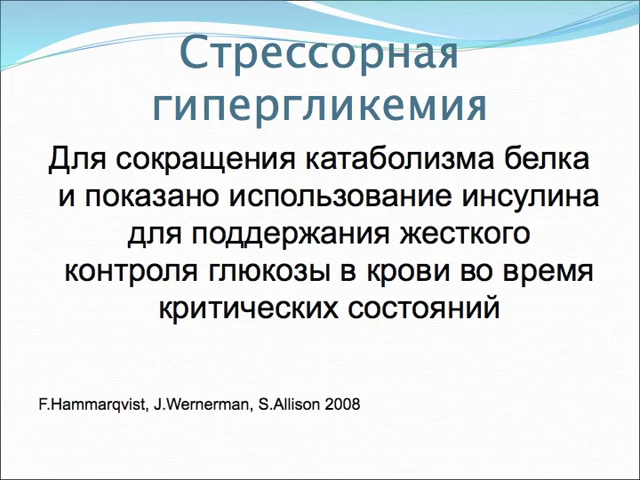 Стрессорная
гипергликемия
Для сокращения катаболизма белка
и показано использование инсулина
для поддержания жесткого
контроля глюкозы в крови во время
критических состояний
F.Hammarqvist, J.Wernerman, S.Allison 2008